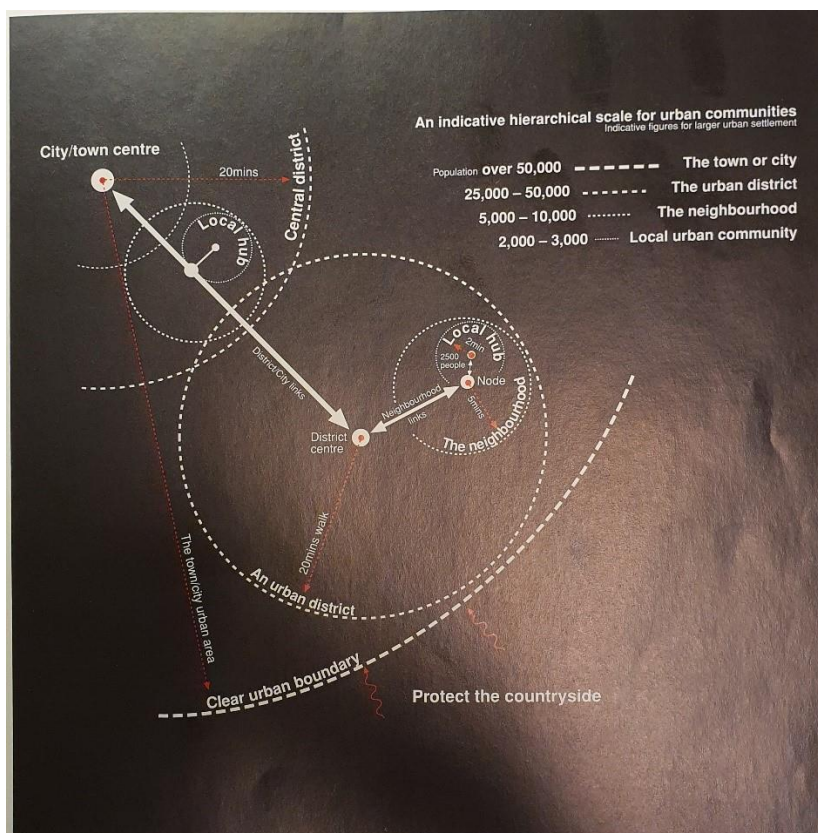 An indicative hierarchical scale for urban communities
Indicative figures for larger urban settlement
Population over 50,000 The town or city
25,000 – 50,000 The urban district
5,000 – 10,000 The neighbourhood
2,000 – 3,000 Local urban community
City/town centre
20mins
Central district
Local
hub
District/City links
Local
hub
2min
2500
people
Node
5mins
Neighbourhood
links
The neighbourhood
District
centre
20mins walk
An urban district
The town/city urban area
Clear urban boundary
Protect the countryside